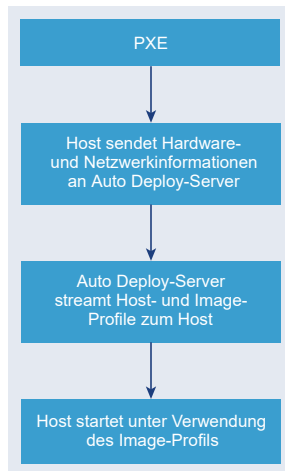 PXE
Host sendet Hardware-
und Netzwerkinformationen
an Auto Deploy-Server
Auto Deploy-Server
streamt Host- und Image-
Profile zum Host
Host startet unter Verwendung
des Image-Profils